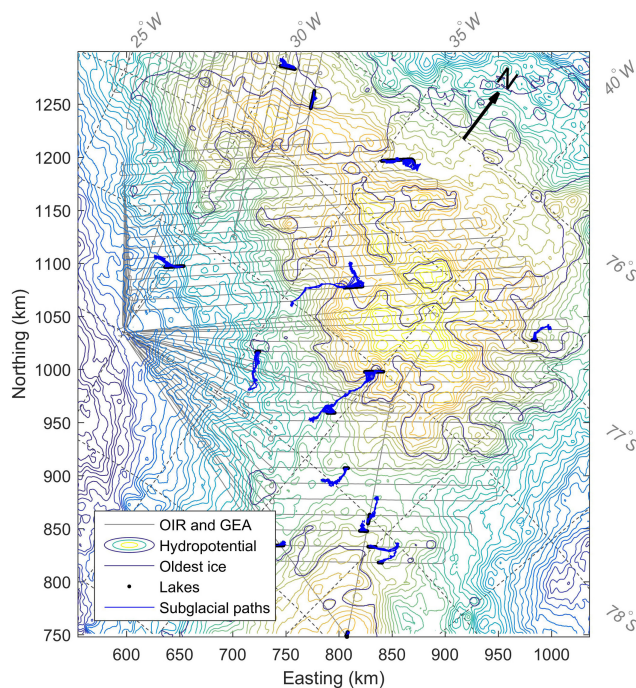 25°W
30°W
35°W
40°W
N
1250
1200
1150
1100
1050
1000
950
900
850
800
750
Northing (km)
76°S
77°S
78°S
OIR and GEA
Hydropotential
Oldest ice
Lakes
Subglacial paths
600 650 700 750 800 850 900 950 1000
Easting (km)